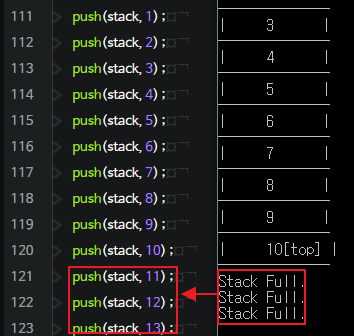 111 push(stack, 1);
112 push(stack, 2);
113 push(stack, 3);
114 push(stack, 4);
115 push(stack, 5);
116 push(stack, 6);
117 push(stack, 7);
118 push(stack, 8);
119 push(stack, 9);
120 push(stack, 10);
121 push(stack, 11);
122 push(stack, 12);
123 push(stack, 13);
| 3 |
| 4 |
| 5 |
| 6 |
| 7 |
| 8 |
| 9 |
| 10[top] |
Stack Full.
Stack Full.
Stack Full.